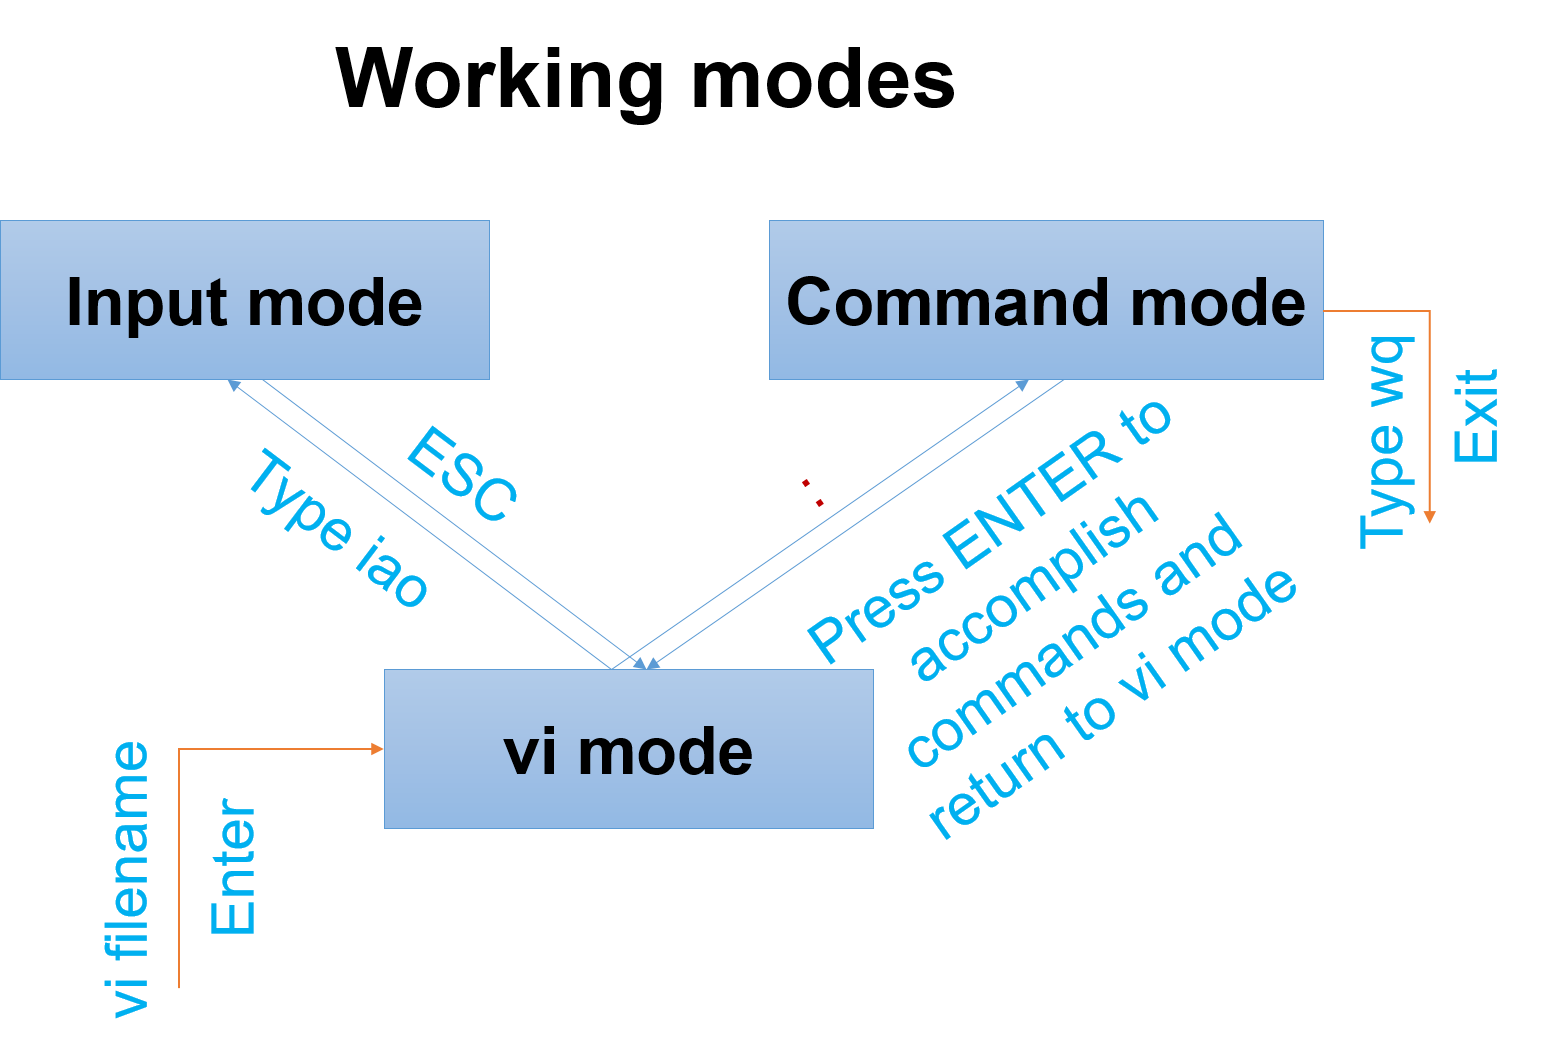 Working modes
Input mode
Command mode
Type iao
ESC
:
Press ENTER to
accomplish
commands and
return to vi mode
Type wq
Exit
vi mode
vi filename
Enter